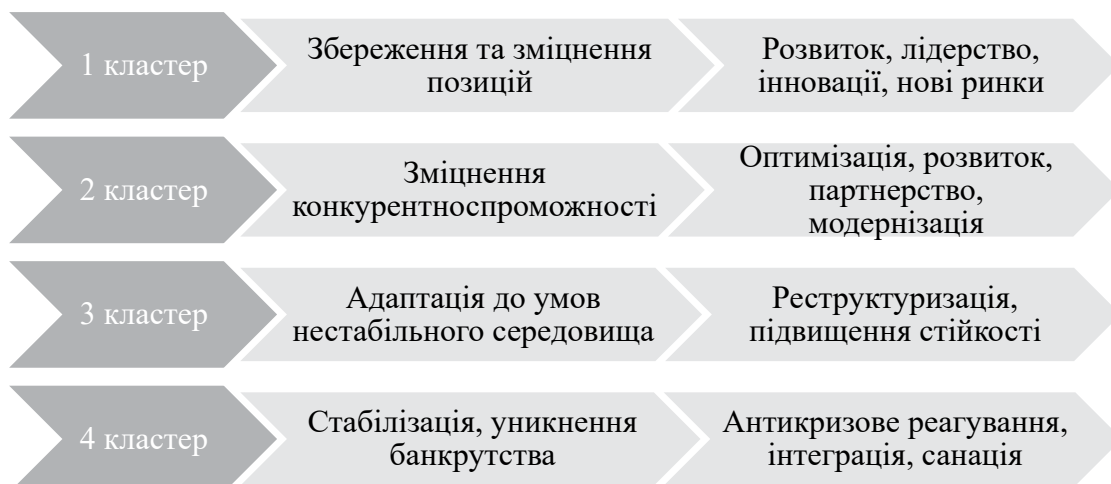 1 кластер
Збереження та зміцнення
позицій
Розвиток, лідерство,
інновації, нові ринки
2 кластер
Зміцнення
конкурентноспроможності
Оптимізація, розвиток,
партнерство,
модернізація
3 кластер
Адаптація до умов
нестабільного середовища
Реструктуризація,
підвищення стійкості
4 кластер
Стабілізація, уникнення
банкрутства
Антикризове реагування,
інтеграція, санація